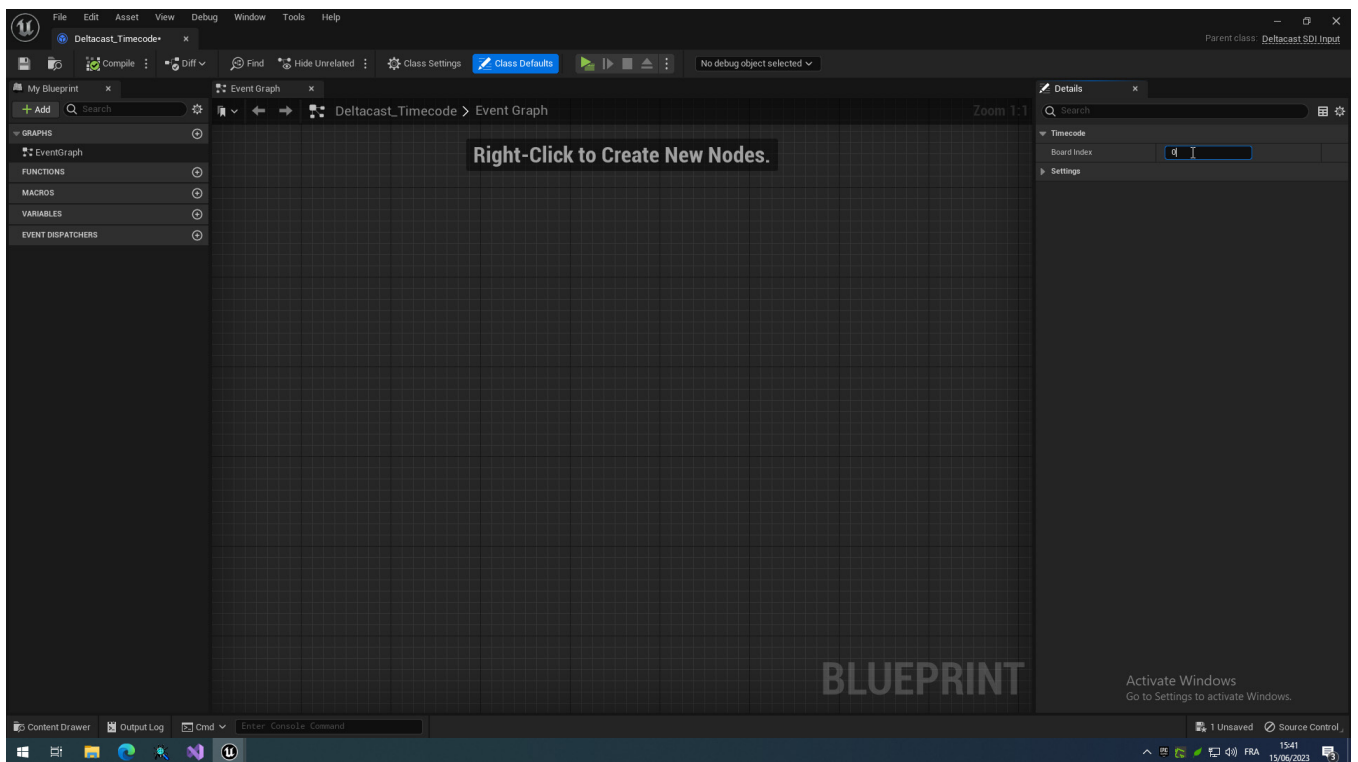 File Edit Asset View Debug Window Tools Help
Deltacast_Timecode•
Parent class: Deltacast SDI Input
Compile Diff Find Hide Unrelated Class Settings Class Defaults No debug object selected
My Blueprint
Event Graph
Details
Add Search
Deltacast_Timecode > Event Graph
Zoom 1:1
Search
GRAPHS
EventGraph
FUNCTIONS
MACROS
VARIABLES
EVENT DISPATCHERS
Right-Click to Create New Nodes.
Timecode
Board Index 0
Settings
BLUEPRINT
Activate Windows
Go to Settings to activate Windows.
Content Drawer Output Log Cmd Enter Console Command
1 Unsaved Source Control
FRA 15:41
15/06/2023